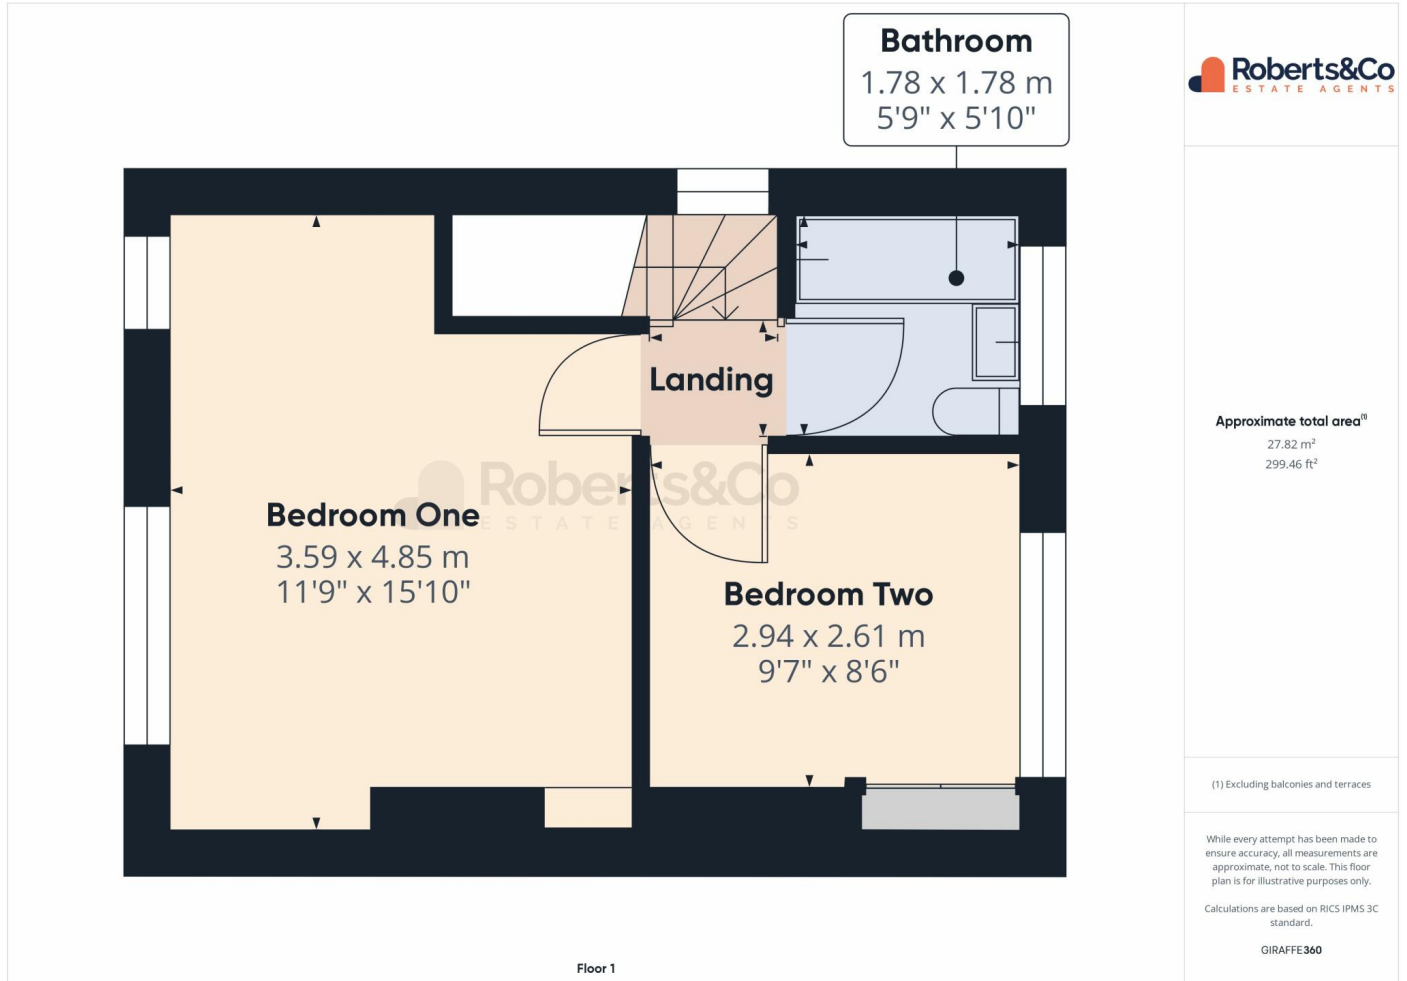 Bathroom
1.78 x 1.78 m
5'9" x 5'10"
Roberts&Co
ESTATE AGENTS
Landing
Roberts&Co
ESTATE AGENTS
Bedroom One
3.59 x 4.85 m
11'9" x 15'10"
Bedroom Two
2.94 x 2.61 m
9'7" x 8'6"
Floor 1
Approximate total area(1)
27.82 m²
299.46 ft²
(1) Excluding balconies and terraces
While every attempt has been made to
ensure accuracy, all measurements are
approximate, not to scale. This floor
plan is for illustrative purposes only.
Calculations are based on RICS IPMS 3C
standard.
GIRAFFE360